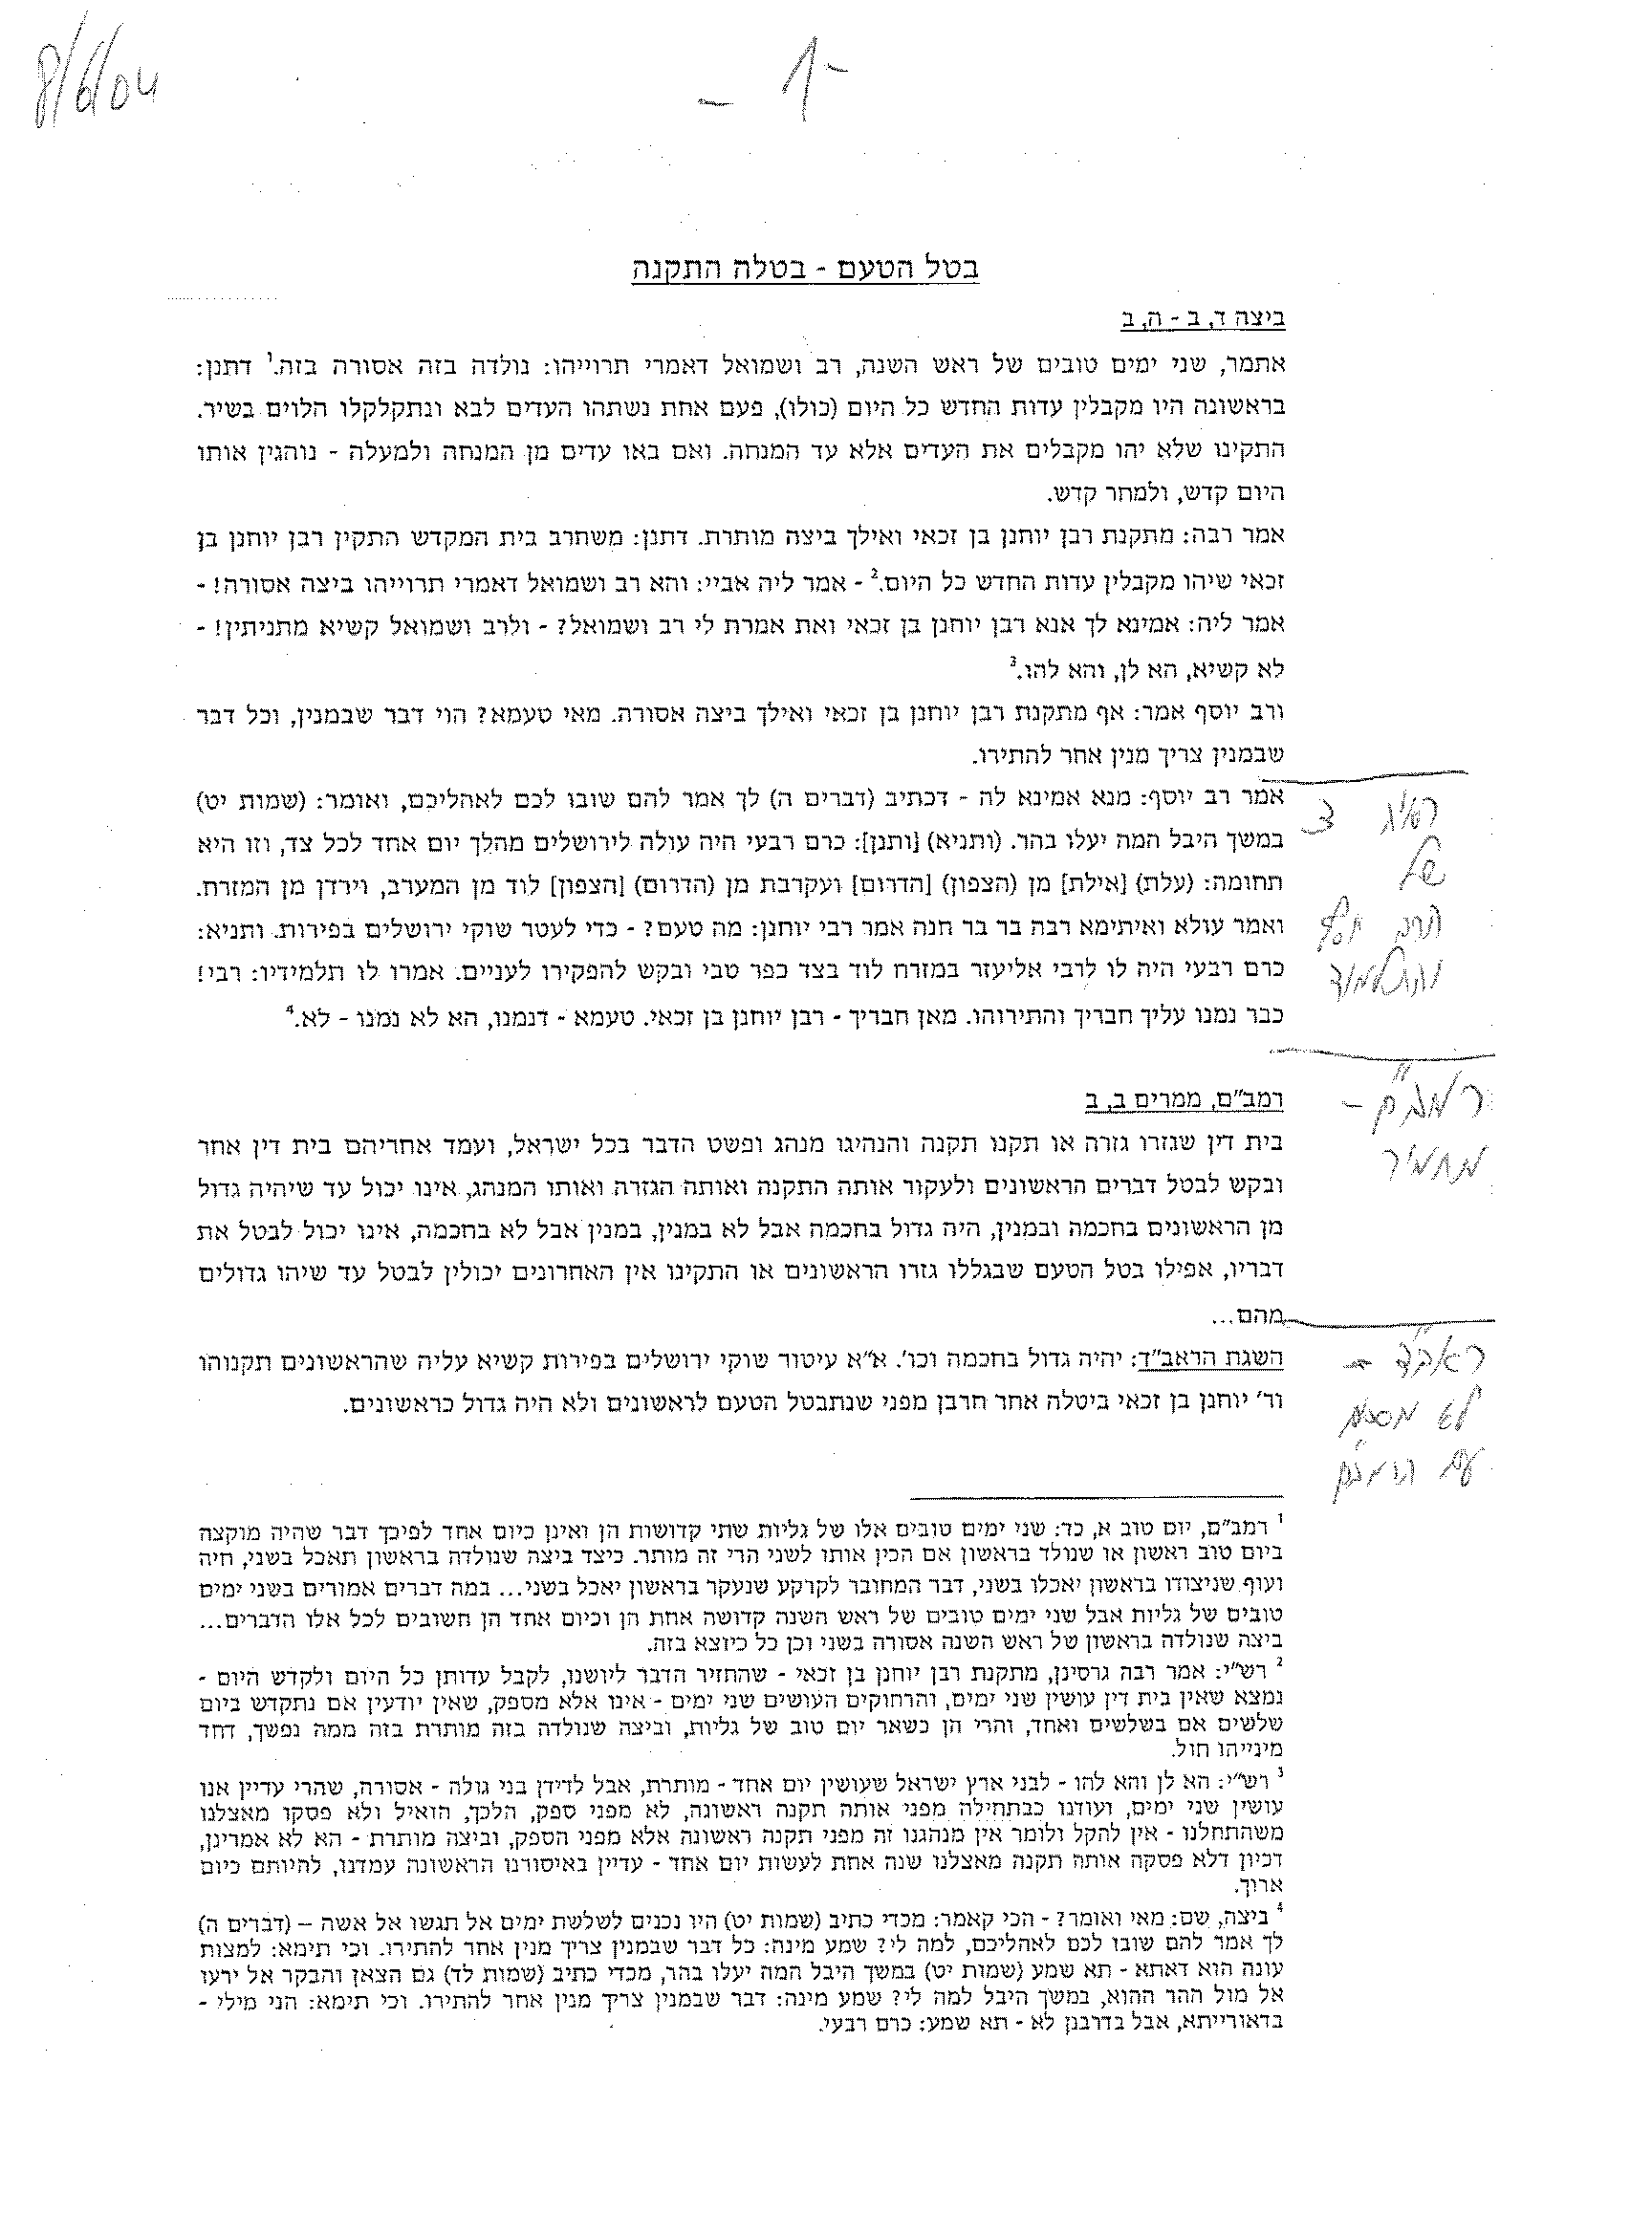 8/6/04
- 1 -
בטל הטעם - בטלה התקנה
ביצה ד, ב - ה, ב
אתמר, שני ימים טובים של ראש השנה, רב ושמואל דאמרי תרוייהו: נולדה בזה אסורה בזה.¹ דתנן:
בראשונה היו מקבלין עדות החדש כל היום (כולו), פעם אחת נשתהו העדים לבא ונתקלקלו הלוים בשיר.
התקינו שלא יהו מקבלים את העדים אלא עד המנחה. ואם באו עדים מן המנחה ולמעלה - נוהגין אותו
היום קדש, ולמחר קדש.
אמר רבה: מתקנת רבן יוחנן בן זכאי ואילך ביצה מותרת. דתנן: משחרב בית המקדש התקין רבן יוחנן בן
זכאי שיהו מקבלין עדות החדש כל היום.² - אמר ליה אביי: והא רב ושמואל דאמרי תרוייהו ביצה אסורה! -
אמר ליה: אמינא לך אנא רבן יוחנן בן זכאי ואת אמרת לי רב ושמואל? - ולרב ושמואל קשיא מתניתין! -
לא קשיא, הא לן, והא להו.³
ורב יוסף אמר: אף מתקנת רבן יוחנן בן זכאי ואילך ביצה אסורה. מאי טעמא? הוי דבר שבמנין, וכל דבר
שבמנין צריך מנין אחר להתירו.
אמר רב יוסף: מנא אמינא לה - דכתיב (דברים ה) לך אמר להם שובו לכם לאהליכם, ואומר: (שמות יט)
במשך היבל המה יעלו בהר. (ותניא) [ותנן]: כרם רבעי היה עולה לירושלים מהלך יום אחד לכל צד, וזו היא
תחומה: (עלת) [אילת] מן (הצפון) [הדרום] ועקרבת מן (הדרום) [הצפון] לוד מן המערב, וירדן מן המזרח.
ואמר עולא ואיתימא רבה בר בר חנה אמר רבי יוחנן: מה טעם? - כדי לעטר שוקי ירושלים בפירות. ותניא:
כרם רבעי היה לו לרבי אליעזר במזרח לוד בצד כפר טבי ובקש להפקירו לעניים. אמרו לו תלמידיו: רבי!
כבר נמנו עליך חבריך והתירוהו. מאן חבריך - רבן יוחנן בן זכאי. טעמא - דנמנו, הא לא נמנו - לא.⁴
של
הרב יוסף
והתלמוד
רמב"ם, ממרים ב, ב
בית דין שגזרו גזרה או תקנו תקנה והנהיגו מנהג ופשט הדבר בכל ישראל, ועמד אחריהם בית דין אחר
ובקש לבטל דברים הראשונים ולעקור אותה התקנה ואותה הגזרה ואותו המנהג, אינו יכול עד שיהיה גדול
מן הראשונים בחכמה ובמנין, היה גדול בחכמה אבל לא במנין, במנין אבל לא בחכמה, אינו יכול לבטל את
דבריו, אפילו בטל הטעם שבגללו גזרו הראשונים או התקינו אין האחרונים יכולין לבטל עד שיהו גדולים
מהם...
רמב"ם -
מחמיר
השגת הראב"ד: יהיה גדול בחכמה וכו'. א"א עיטור שוקי ירושלים בפירות קשיא עליה שהראשונים תקנוהו
ור' יוחנן בן זכאי ביטלה אחר חרבן מפני שנתבטל הטעם לראשונים ולא היה גדול כראשונים.
ראב"ד -
לא מסכים
עם הרמב"ם
¹ רמב"ם, יום טוב א, כד: שני ימים טובים אלו של גליות שתי קדושות הן ואינן כיום אחד לפיכך דבר שהיה מוקצה
ביום טוב ראשון או שנולד בראשון אם הכין אותו לשני הרי זה מותר. כיצד ביצה שנולדה בראשון תאכל בשני, חיה
ועוף שניצודו בראשון יאכלו בשני, דבר המחובר לקרקע שנעקר בראשון יאכל בשני... במה דברים אמורים בשני ימים
טובים של גליות אבל שני ימים טובים של ראש השנה קדושה אחת הן וכיום אחד הן חשובים לכל אלו הדברים...
ביצה שנולדה בראשון של ראש השנה אסורה בשני וכן כל כיוצא בזה.
² רש"י: אמר רבה גרסינן, מתקנת רבן יוחנן בן זכאי - שהחזיר הדבר ליושנו, לקבל עדותן כל היום ולקדש היום -
נמצא שאין בית דין עושין שני ימים, והרחוקים העושים שני ימים - אינו אלא מספק, שאין יודעין אם נתקדש ביום
שלשים אם בשלשים ואחד, והרי הן כשאר יום טוב של גליות, וביצה שנולדה בזה מותרת בזה ממה נפשך, דחד
מינייהו חול.
³ רש"י: הא לן והא להו - לבני ארץ ישראל שעושין יום אחד - מותרת, אבל לדידן בני גולה - אסורה, שהרי עדיין אנו
עושין שני ימים, ועודנו כבתחילה מפני אותה תקנה ראשונה, לא מפני ספק, הלכך, הואיל ולא פסקו מאצלנו
משהתחלנו - אין להקל ולומר אין מנהגנו זה מפני תקנה ראשונה אלא מפני הספק, וביצה מותרת - הא לא אמרינן,
דכיון דלא פסקה אותה תקנה מאצלנו שנה אחת לעשות יום אחד - עדיין באיסורנו הראשונה עמדנו, להיותם כיום
ארוך.
⁴ ביצה, שם: מאי ואומר? - הכי קאמר: מכדי כתיב (שמות יט) היו נכנים לשלשת ימים אל תגשו אל אשה – (דברים ה)
לך אמר להם שובו לכם לאהליכם, למה לי? שמע מינה: כל דבר שבמנין צריך מנין אחר להתירו. וכי תימא: למצות
עונה הוא דאתא - תא שמע (שמות יט) במשך היבל המה יעלו בהר, מכדי כתיב (שמות לד) גם הצאן והבקר אל ירעו
אל מול ההר ההוא, במשך היבל למה לי? שמע מינה: דבר שבמנין צריך מנין אחר להתירו. וכי תימא: הני מילי -
בדאורייתא, אבל בדרבנן לא - תא שמע: כרם רבעי.